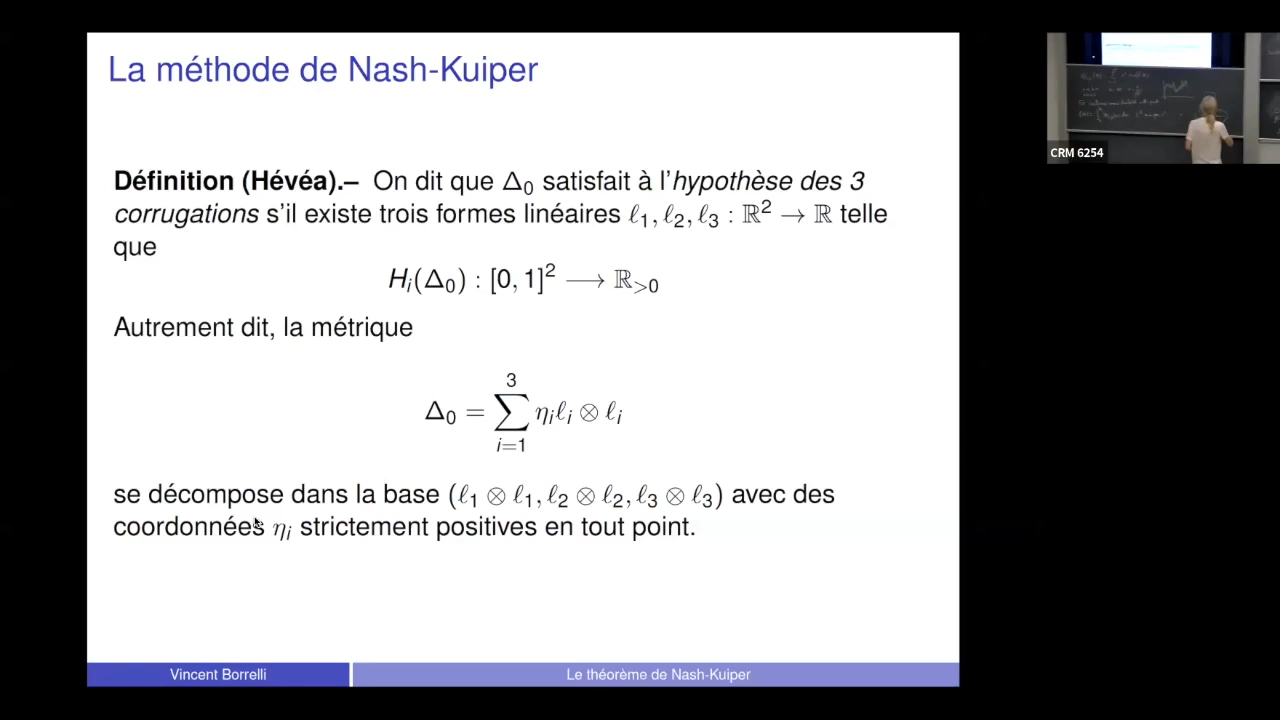 La méthode de Nash-Kuiper
Définition (Hévéa).– On dit que Δ₀ satisfait à l'hypothèse des 3
corrugations s'il existe trois formes linéaires ℓ₁, ℓ₂, ℓ₃ : ℝ² → ℝ telle
que
Hᵢ(Δ₀) : [0, 1]² ⟶ ℝ>0
Autrement dit, la métrique
Δ₀ = ∑_{i=1}^{3} ηᵢℓᵢ ⊗ ℓᵢ
se décompose dans la base (ℓ₁ ⊗ ℓ₁, ℓ₂ ⊗ ℓ₂, ℓ₃ ⊗ ℓ₃) avec des
coordonnées ηᵢ strictement positives en tout point.
Vincent Borrelli
Le théorème de Nash-Kuiper
CRM 6254